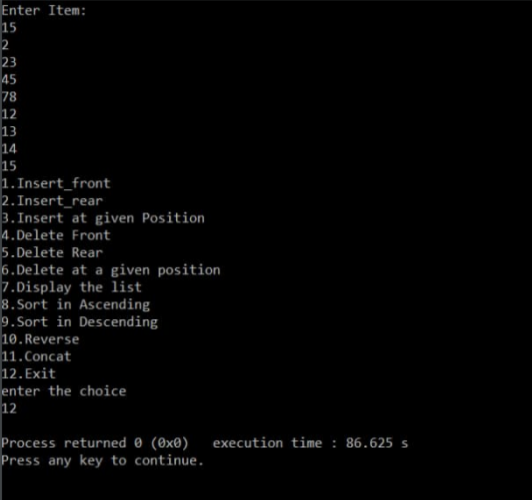 Enter Item:
15
2
23
45
78
12
13
14
15
1.Insert_front
2.Insert_rear
3.Insert at given Position
4.Delete Front
5.Delete Rear
6.Delete at a given position
7.Display the list
8.Sort in Ascending
9.Sort in Descending
10.Reverse
11.Concat
12.Exit
enter the choice
12
Process returned 0 (0x0)   execution time : 86.625 s
Press any key to continue.